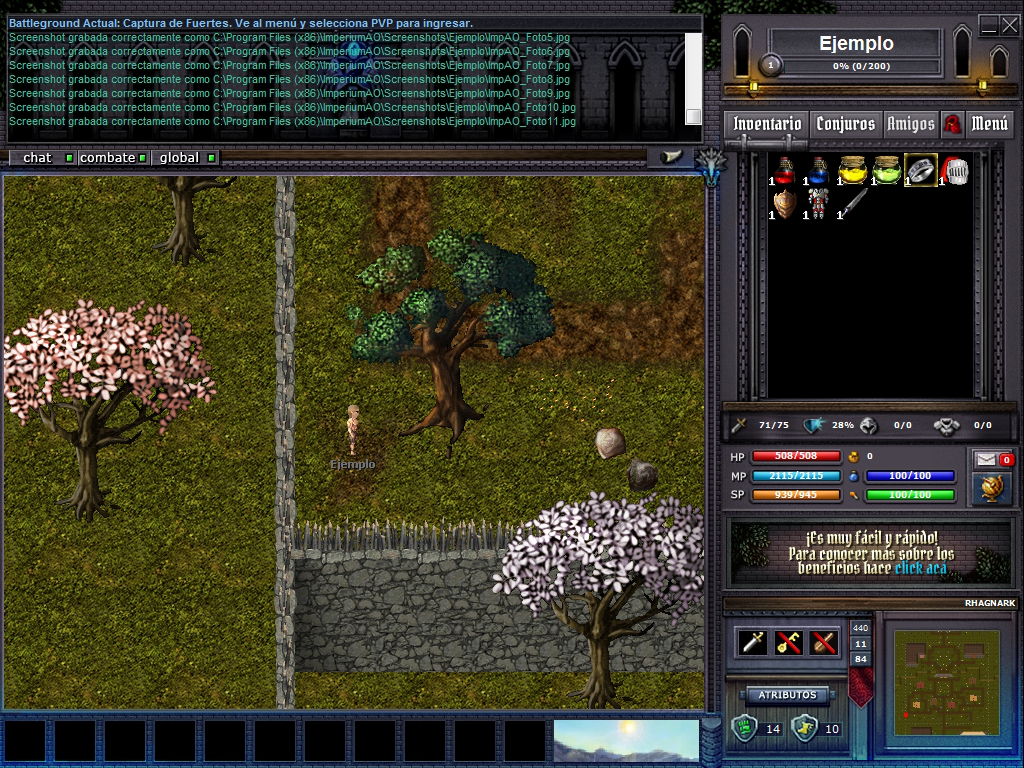 Battleground Actual: Captura de Fuertes. Ve al menú y selecciona PVP para ingresar.
Screenshot grabada correctamente como C:\Program Files (x86)\ImperiumAO\Screenshots\Ejemplo\ImpAO_Foto5.jpg
Screenshot grabada correctamente como C:\Program Files (x86)\ImperiumAO\Screenshots\Ejemplo\ImpAO_Foto6.jpg
Screenshot grabada correctamente como C:\Program Files (x86)\ImperiumAO\Screenshots\Ejemplo\ImpAO_Foto7.jpg
Screenshot grabada correctamente como C:\Program Files (x86)\ImperiumAO\Screenshots\Ejemplo\ImpAO_Foto8.jpg
Screenshot grabada correctamente como C:\Program Files (x86)\ImperiumAO\Screenshots\Ejemplo\ImpAO_Foto9.jpg
Screenshot grabada correctamente como C:\Program Files (x86)\ImperiumAO\Screenshots\Ejemplo\ImpAO_Foto10.jpg
Screenshot grabada correctamente como C:\Program Files (x86)\ImperiumAO\Screenshots\Ejemplo\ImpAO_Foto11.jpg
chat combate global
Ejemplo
Ejemplo
1 0% (0/200)
Inventario Conjuros Amigos Menú
1 1 1 1 1 1
1 1 1
71/75 28% 0/0 0/0
HP 508/508 0 0
MP 2115/2115 100/100
SP 939/945 100/100
¡Es muy fácil y rápido!
Para conocer más sobre los
beneficios hace click acá
RHAGNARK
440
11
84
ATRIBUTOS
14 10